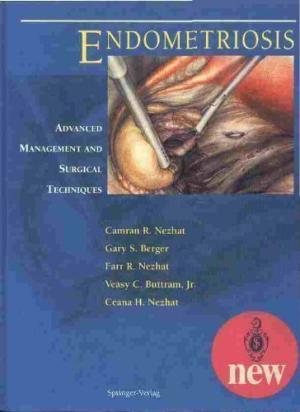 ENDOMETRIOSIS
ADVANCED
MANAGEMENT AND
SURGICAL
TECHNIQUES
Camran R. Nezhat
Gary S. Berger
Farr R. Nezhat
Veasy C. Buttram, Jr.
Ceana H. Nezhat
new
Springer-Verlag